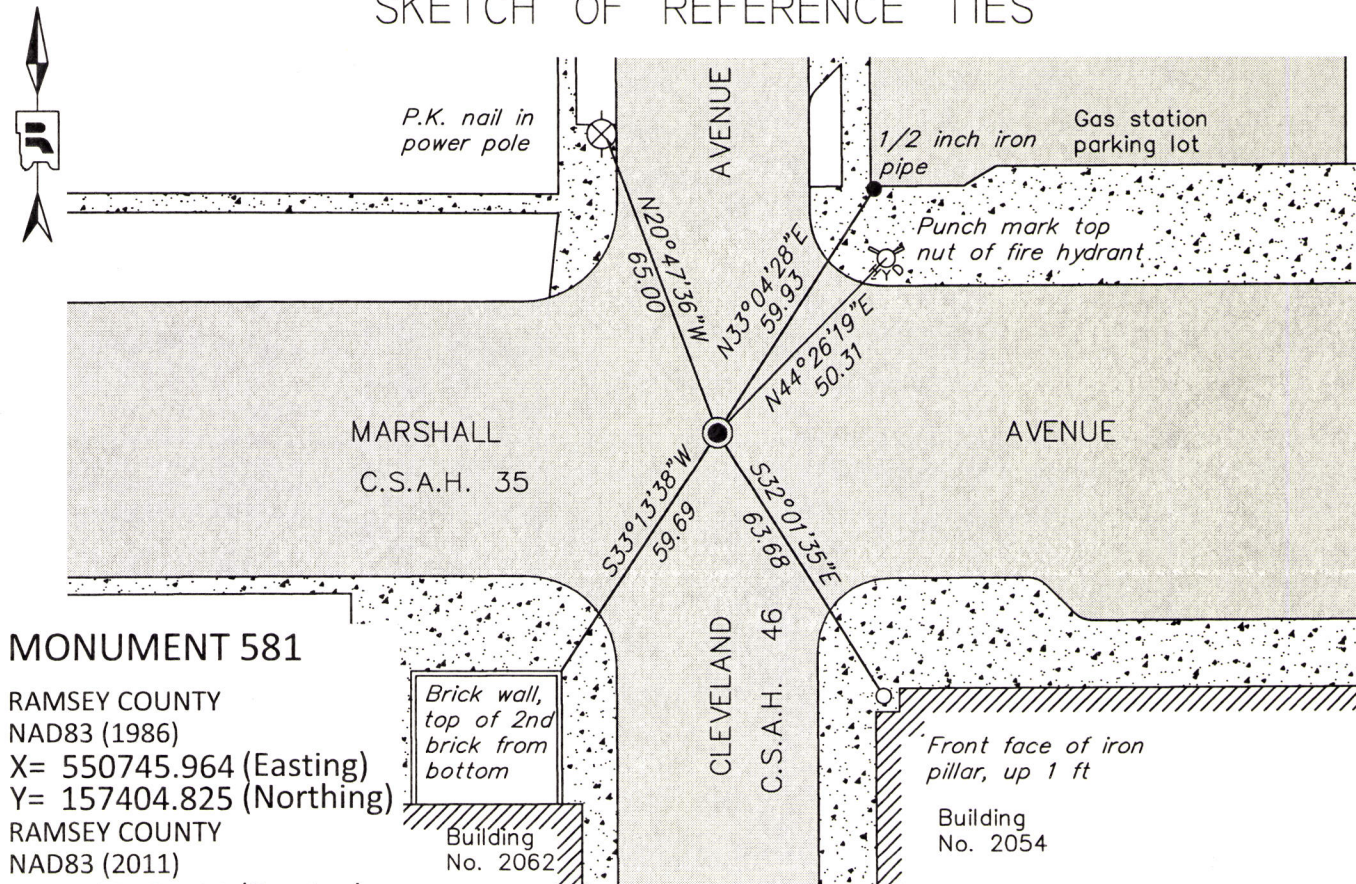 SKETCH OF REFERENCE TIES
P.K. nail in
power pole
AVENUE
1/2 inch iron
pipe
Gas station
parking lot
Punch mark top
nut of fire hydrant
N20°47'36"W
65.00
N33°04'28"E
59.93
N44°26'19"E
50.31
MARSHALL
C.S.A.H. 35
AVENUE
S33°13'38"W
59.69
S32°01'35"E
63.68
CLEVELAND
C.S.A.H. 46
MONUMENT 581
RAMSEY COUNTY
NAD83 (1986)
X= 550745.964 (Easting)
Y= 157404.825 (Northing)
RAMSEY COUNTY
NAD83 (2011)
Brick wall,
top of 2nd
brick from
bottom
Building
No. 2062
Front face of iron
pillar, up 1 ft
Building
No. 2054